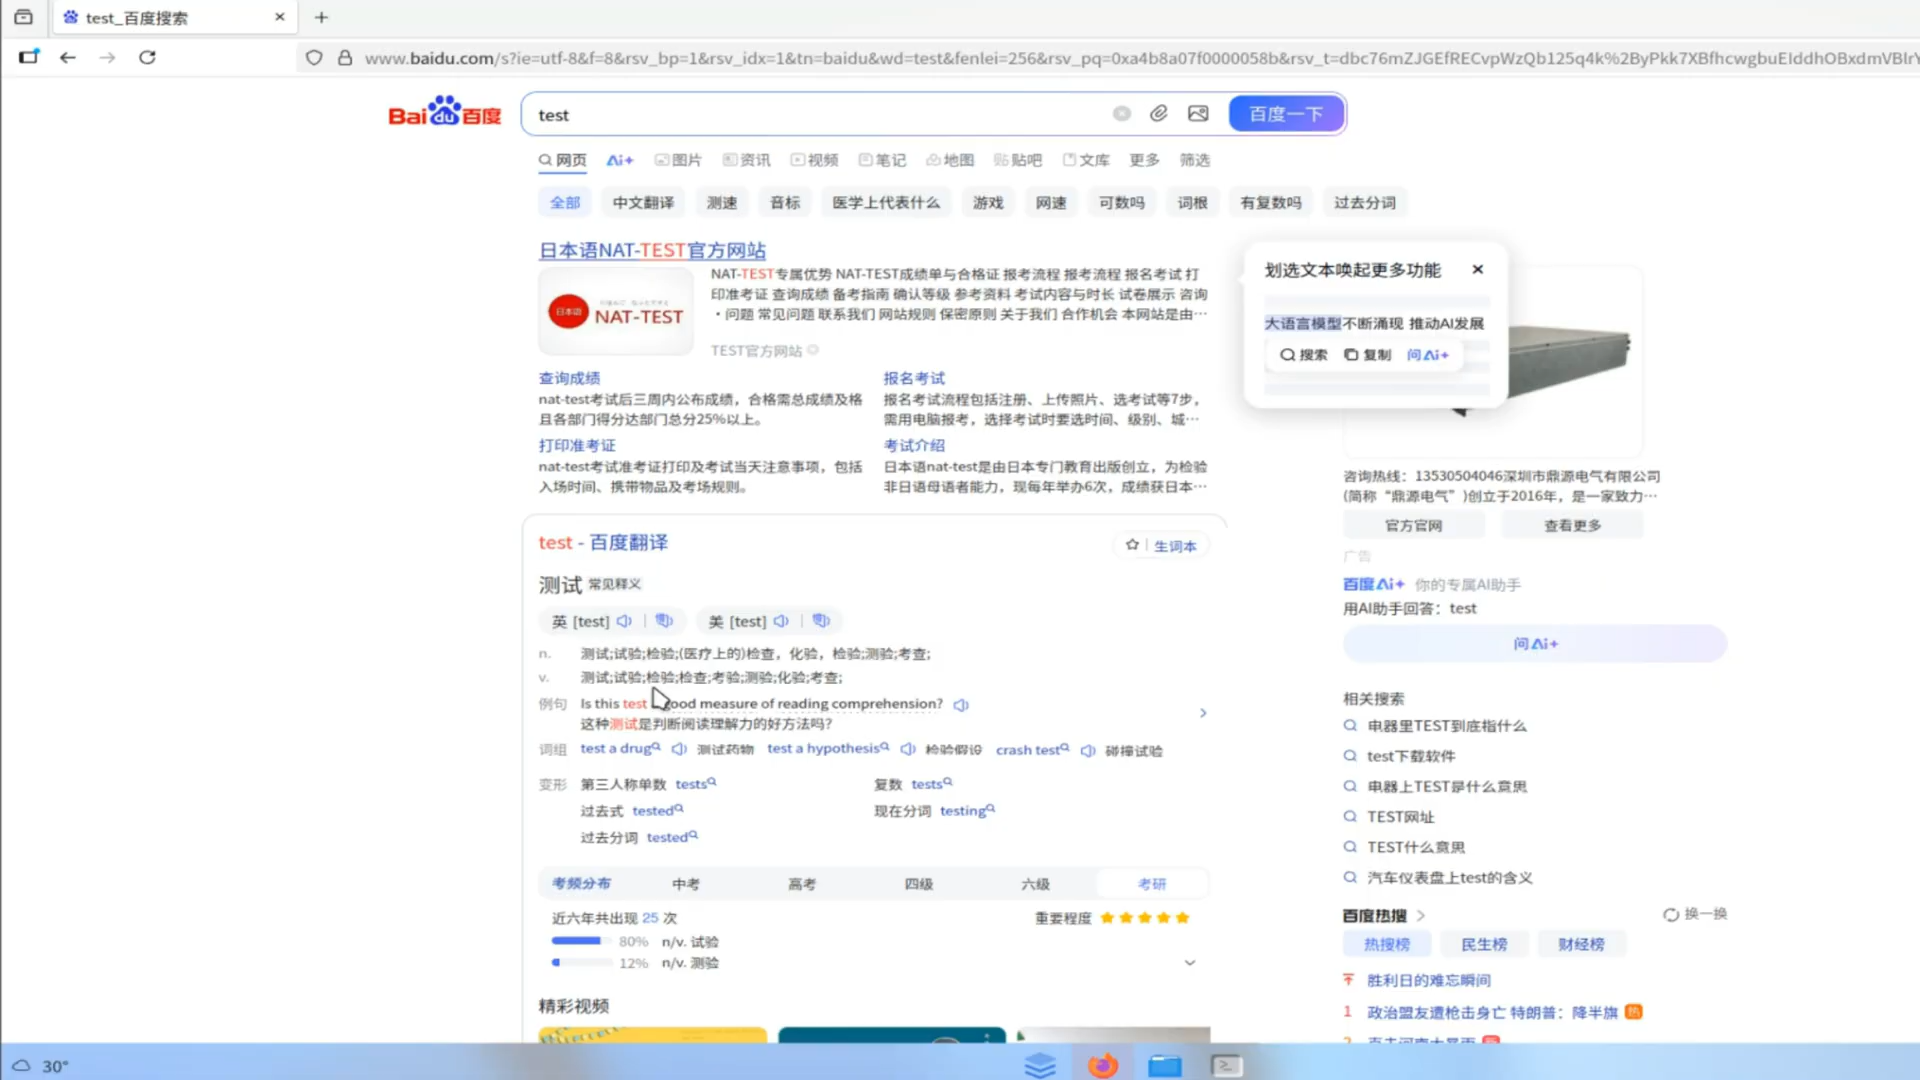 test_百度搜索
www.baidu.com/s?ie=utf-8&f=8&rsv_bp=1&rsv_idx=1&tn=baidu&wd=test&fenlei=256&rsv_pq=0xa4b8a07f0000058b&rsv_t=dbc76mZJGEfRECvpWzQb125q4k%2ByPkk7XBfhcwgbuEIddhOBxdmVBlrY
Bai du 百度
test
百度一下
网页 Ai+ 图片 资讯 视频 笔记 地图 贴吧 文库 更多 筛选
全部 中文翻译 测速 音标 医学上代表什么 游戏 网速 可数吗 词根 有复数吗 过去分词
日本语NAT-TEST官方网站
NAT-TEST专属优势 NAT-TEST成绩单与合格证 报考流程 报考流程 报名考试 打
印准考证 查询成绩 备考指南 确认等级 参考资料 考试内容与时长 试卷展示 咨询
·问题 常见问题 联系我们 网站规则 保密原则 关于我们 合作机会 本网站是由…
日本语 NAT-TEST
TEST官方网站
查询成绩
nat-test考试后三周内公布成绩，合格需总成绩及格
且各部门得分达部门总分25%以上。
报名考试
报名考试流程包括注册、上传照片、选考试等7步，
需用电脑报考，选择考试时要选时间、级别、城…
打印准考证
nat-test考试准考证打印及考试当天注意事项，包括
入场时间、携带物品及考场规则。
考试介绍
日本语nat-test是由日本专门教育出版创立，为检验
非日语母语者能力，现每年举办6次，成绩获日本…
test - 百度翻译
生词本
测试 常见释义
英 [test] 美 [test]
n. 测试;试验;检验;(医疗上的)检查，化验，检验;测验;考查;
v. 测试;试验;检验;检查;考验;测验;化验;考查;
例句 Is this test good measure of reading comprehension?
这种测试是判断阅读理解力的好方法吗?
词组 test a drug 测试药物 test a hypothesis 检验假设 crash test 碰撞试验
变形 第三人称单数 tests 复数 tests
过去式 tested 现在分词 testing
过去分词 tested
考频分布 中考 高考 四级 六级 考研
近六年共出现 25 次 重要程度
80% n/v. 试验
12% n/v. 测验
精彩视频
划选文本唤起更多功能
大语言模型不断涌现 推动AI发展
搜索 复制 问Ai+
咨询热线：13530504046深圳市鼎源电气有限公司
(简称“鼎源电气”)创立于2016年，是一家致力…
官方官网 查看更多
广告
百度Ai+ 你的专属AI助手
用AI助手回答：test
问Ai+
相关搜索
电器里TEST到底指什么
test下载软件
电器上TEST是什么意思
TEST网址
TEST什么意思
汽车仪表盘上test的含义
百度热搜 换一换
热搜榜 民生榜 财经榜
胜利日的难忘瞬间
1 政治盟友遭枪击身亡 特朗普：降半旗 热
30°